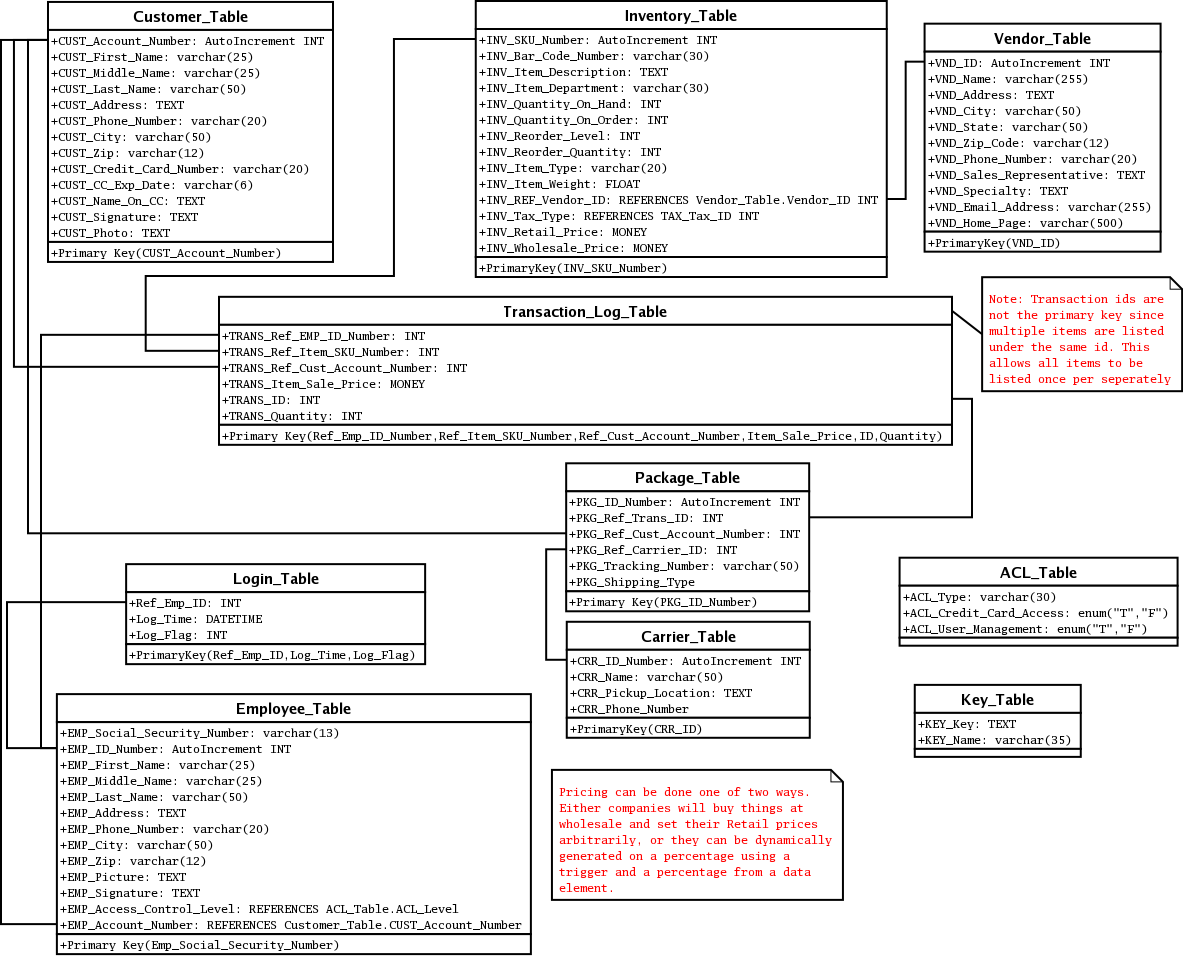 Customer_Table
+CUST_Account_Number: AutoIncrement INT
+CUST_First_Name: varchar(25)
+CUST_Middle_Name: varchar(25)
+CUST_Last_Name: varchar(50)
+CUST_Address: TEXT
+CUST_Phone_Number: varchar(20)
+CUST_City: varchar(50)
+CUST_Zip: varchar(12)
+CUST_Credit_Card_Number: varchar(20)
+CUST_CC_Exp_Date: varchar(6)
+CUST_Name_On_CC: TEXT
+CUST_Signature: TEXT
+CUST_Photo: TEXT
+Primary Key(CUST_Account_Number)
Inventory_Table
+INV_SKU_Number: AutoIncrement INT
+INV_Bar_Code_Number: varchar(30)
+INV_Item_Description: TEXT
+INV_Item_Department: varchar(30)
+INV_Quantity_On_Hand: INT
+INV_Quantity_On_Order: INT
+INV_Reorder_Level: INT
+INV_Reorder_Quantity: INT
+INV_Item_Type: varchar(20)
+INV_Item_Weight: FLOAT
+INV_REF_Vendor_ID: REFERENCES Vendor_Table.Vendor_ID INT
+INV_Tax_Type: REFERENCES TAX_Tax_ID INT
+INV_Retail_Price: MONEY
+INV_Wholesale_Price: MONEY
+PrimaryKey(INV_SKU_Number)
Vendor_Table
+VND_ID: AutoIncrement INT
+VND_Name: varchar(255)
+VND_Address: TEXT
+VND_City: varchar(50)
+VND_State: varchar(50)
+VND_Zip_Code: varchar(12)
+VND_Phone_Number: varchar(20)
+VND_Sales_Representative: TEXT
+VND_Specialty: TEXT
+VND_Email_Address: varchar(255)
+VND_Home_Page: varchar(500)
+PrimaryKey(VND_ID)
Note: Transaction ids are
not the primary key since
multiple items are listed
under the same id. This
allows all items to be
listed once per seperately
Transaction_Log_Table
+TRANS_Ref_EMP_ID_Number: INT
+TRANS_Ref_Item_SKU_Number: INT
+TRANS_Ref_Cust_Account_Number: INT
+TRANS_Item_Sale_Price: MONEY
+TRANS_ID: INT
+TRANS_Quantity: INT
+Primary Key(Ref_Emp_ID_Number,Ref_Item_SKU_Number,Ref_Cust_Account_Number,Item_Sale_Price,ID,Quantity)
Package_Table
+PKG_ID_Number: AutoIncrement INT
+PKG_Ref_Trans_ID: INT
+PKG_Ref_Cust_Account_Number: INT
+PKG_Ref_Carrier_ID: INT
+PKG_Tracking_Number: varchar(50)
+PKG_Shipping_Type
+Primary Key(PKG_ID_Number)
Login_Table
+Ref_Emp_ID: INT
+Log_Time: DATETIME
+Log_Flag: INT
+PrimaryKey(Ref_Emp_ID,Log_Time,Log_Flag)
ACL_Table
+ACL_Type: varchar(30)
+ACL_Credit_Card_Access: enum("T","F")
+ACL_User_Management: enum("T","F")
Carrier_Table
+CRR_ID_Number: AutoIncrement INT
+CRR_Name: varchar(50)
+CRR_Pickup_Location: TEXT
+CRR_Phone_Number
+PrimaryKey(CRR_ID)
Key_Table
+KEY_Key: TEXT
+KEY_Name: varchar(35)
Employee_Table
+EMP_Social_Security_Number: varchar(13)
+EMP_ID_Number: AutoIncrement INT
+EMP_First_Name: varchar(25)
+EMP_Middle_Name: varchar(25)
+EMP_Last_Name: varchar(50)
+EMP_Address: TEXT
+EMP_Phone_Number: varchar(20)
+EMP_City: varchar(50)
+EMP_Zip: varchar(12)
+EMP_Picture: TEXT
+EMP_Signature: TEXT
+EMP_Access_Control_Level: REFERENCES ACL_Table.ACL_Level
+EMP_Account_Number: REFERENCES Customer_Table.CUST_Account_Number
+Primary Key(Emp_Social_Security_Number)
Pricing can be done one of two ways.
Either companies will buy things at
wholesale and set their Retail prices
arbitrarily, or they can be dynamically
generated on a percentage using a
trigger and a percentage from a data
element.